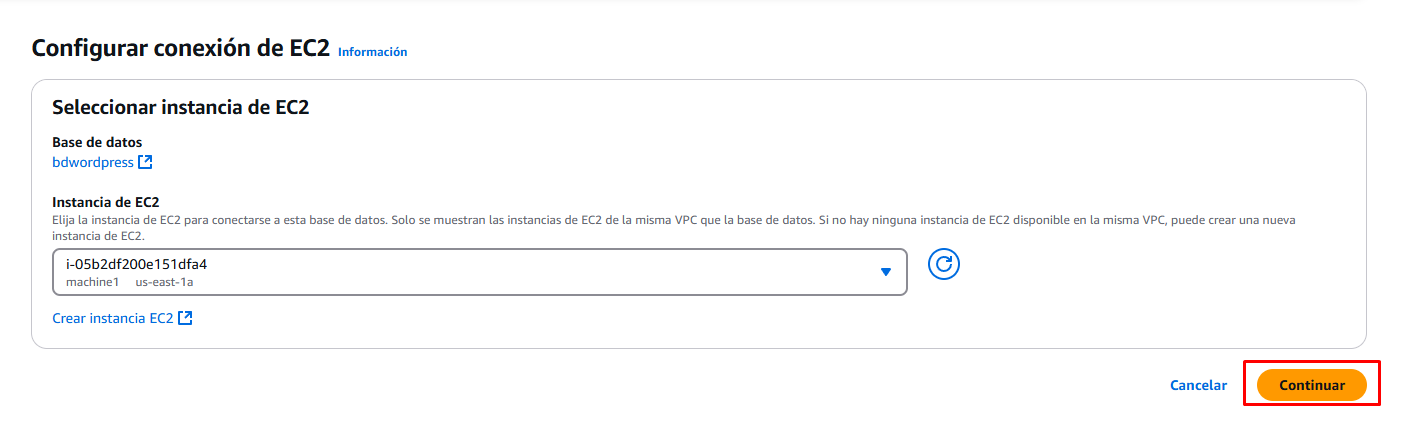 Configurar conexión de EC2 Información
Seleccionar instancia de EC2
Base de datos
bdwordpress
Instancia de EC2
Elija la instancia de EC2 para conectarse a esta base de datos. Solo se muestran las instancias de EC2 de la misma VPC que la base de datos. Si no hay ninguna instancia de EC2 disponible en la misma VPC, puede crear una nueva
instancia de EC2.
i-05b2df200e151dfa4
machine1 us-east-1a
Crear instancia EC2
Cancelar Continuar